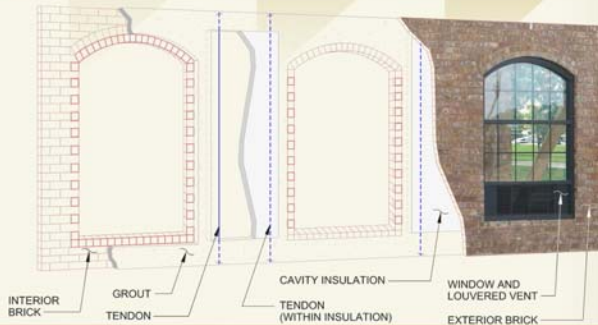 INTERIOR
BRICK
GROUT
TENDON
CAVITY INSULATION
TENDON
(WITHIN INSULATION)
WINDOW AND
LOUVERED VENT
EXTERIOR BRICK